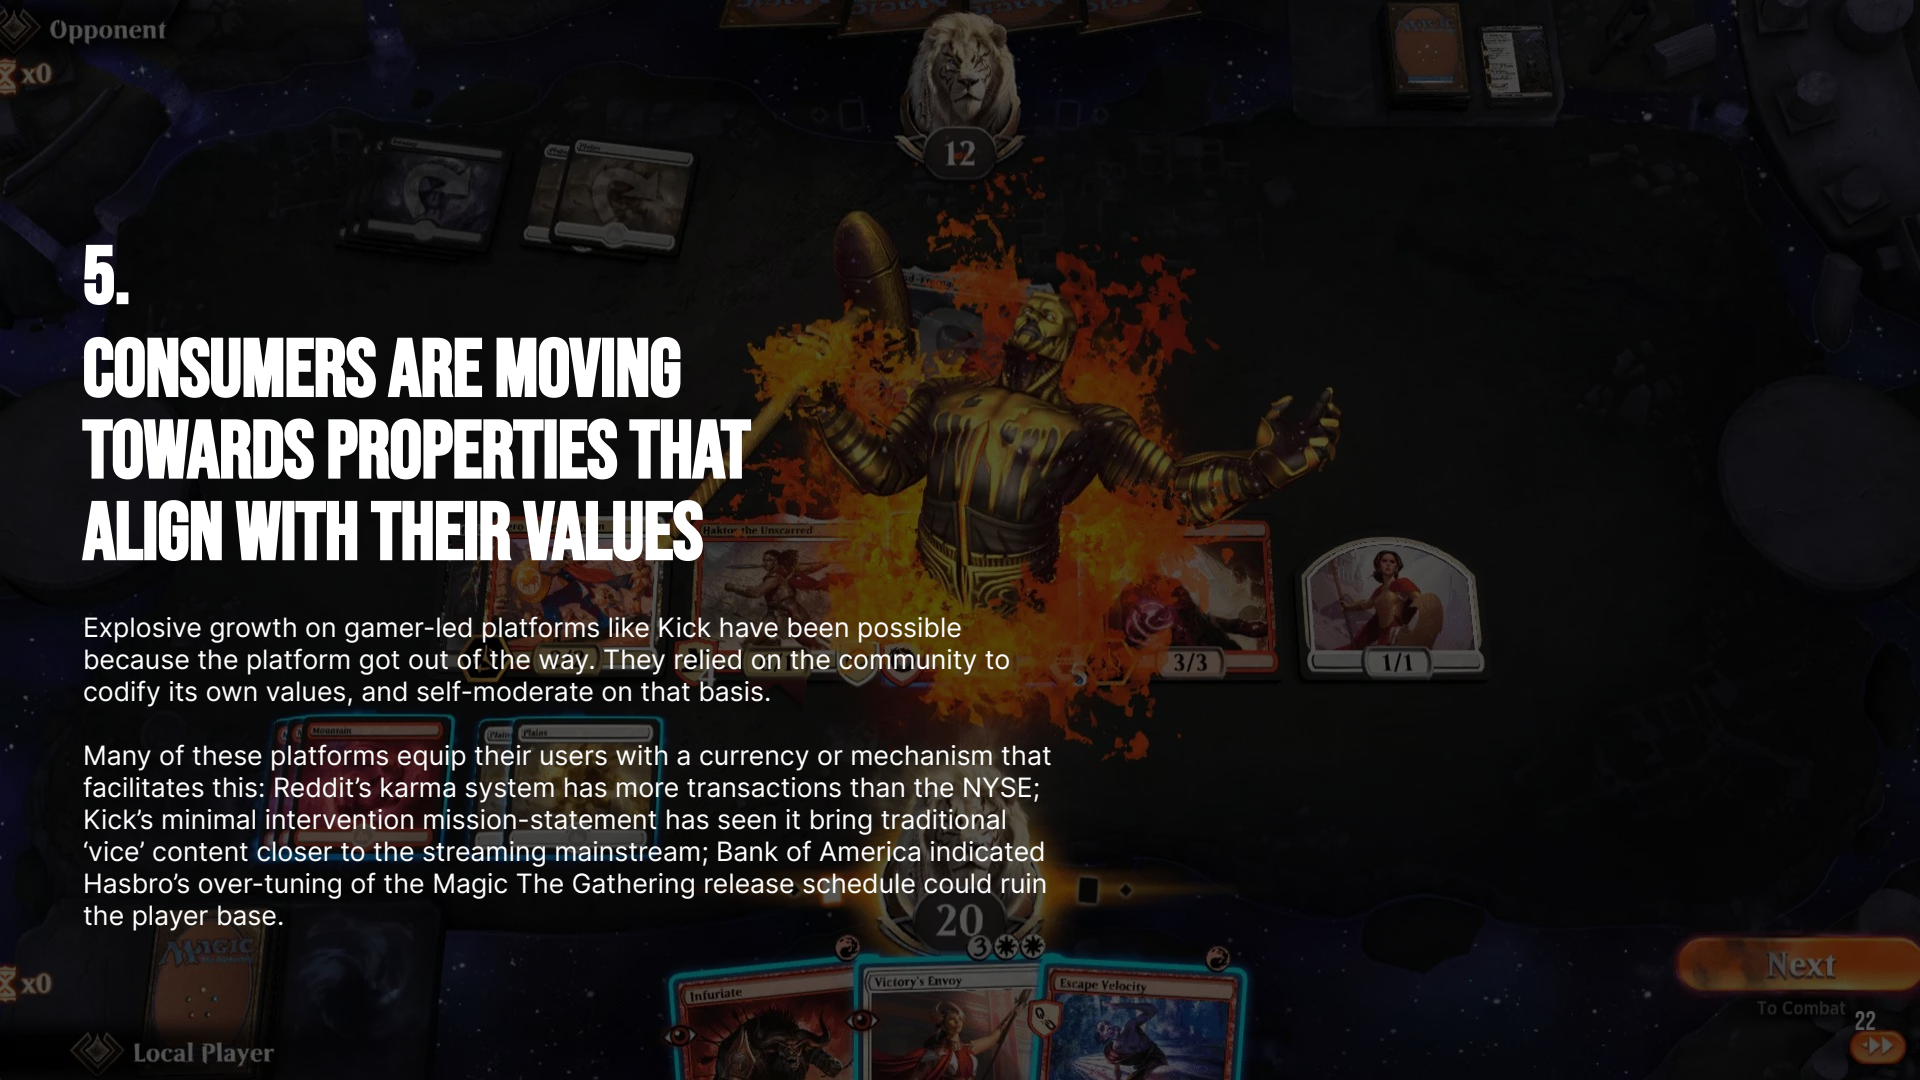 Opponent
x0
12
5.
CONSUMERS ARE MOVING
TOWARDS PROPERTIES THAT
ALIGN WITH THEIR VALUES
Haktos the Unscarred
Explosive growth on gamer-led platforms like Kick have been possible
because the platform got out of the way. They relied on the community to
codify its own values, and self-moderate on that basis.
3/3
1/1
Mountain
Plains
Many of these platforms equip their users with a currency or mechanism that
facilitates this: Reddit’s karma system has more transactions than the NYSE;
Kick’s minimal intervention mission-statement has seen it bring traditional
‘vice’ content closer to the streaming mainstream; Bank of America indicated
Hasbro’s over-tuning of the Magic The Gathering release schedule could ruin
the player base.
20
3
MAGIC
x0
Infuriate
Victory's Envoy
Escape Velocity
Next
To Combat
22
Local Player